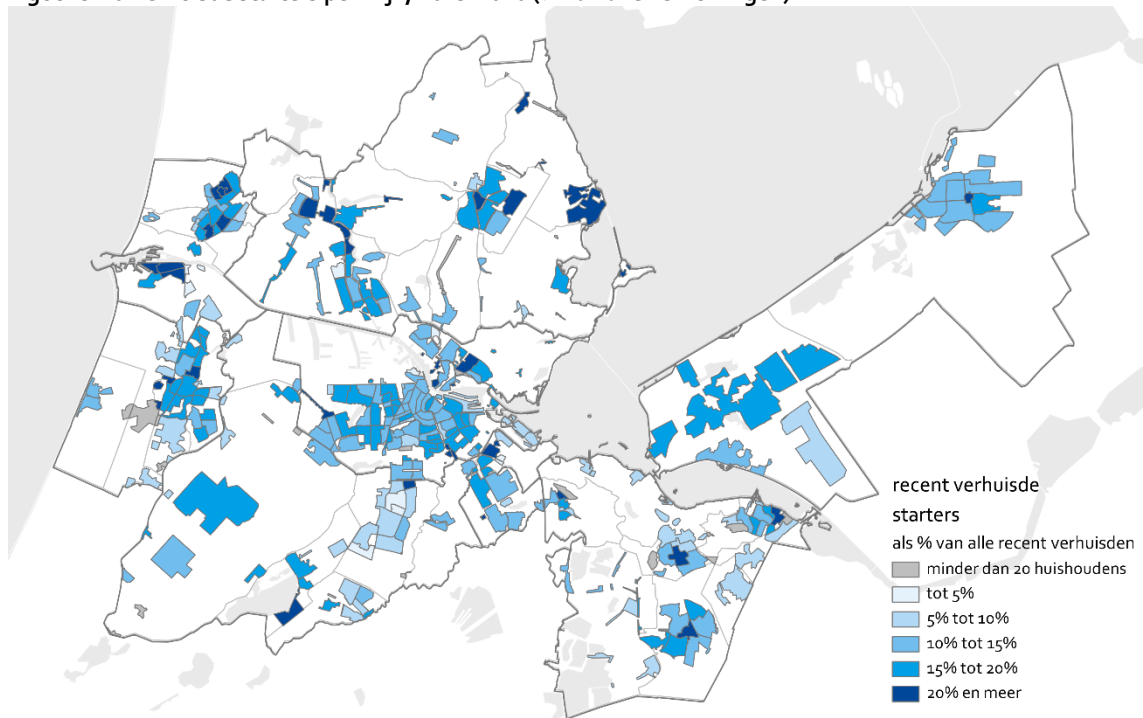 recent verhuisde
starters
als % van alle recent verhuisden
minder dan 20 huishoudens
tot 5%
5% tot 10%
10% tot 15%
15% tot 20%
20% en meer